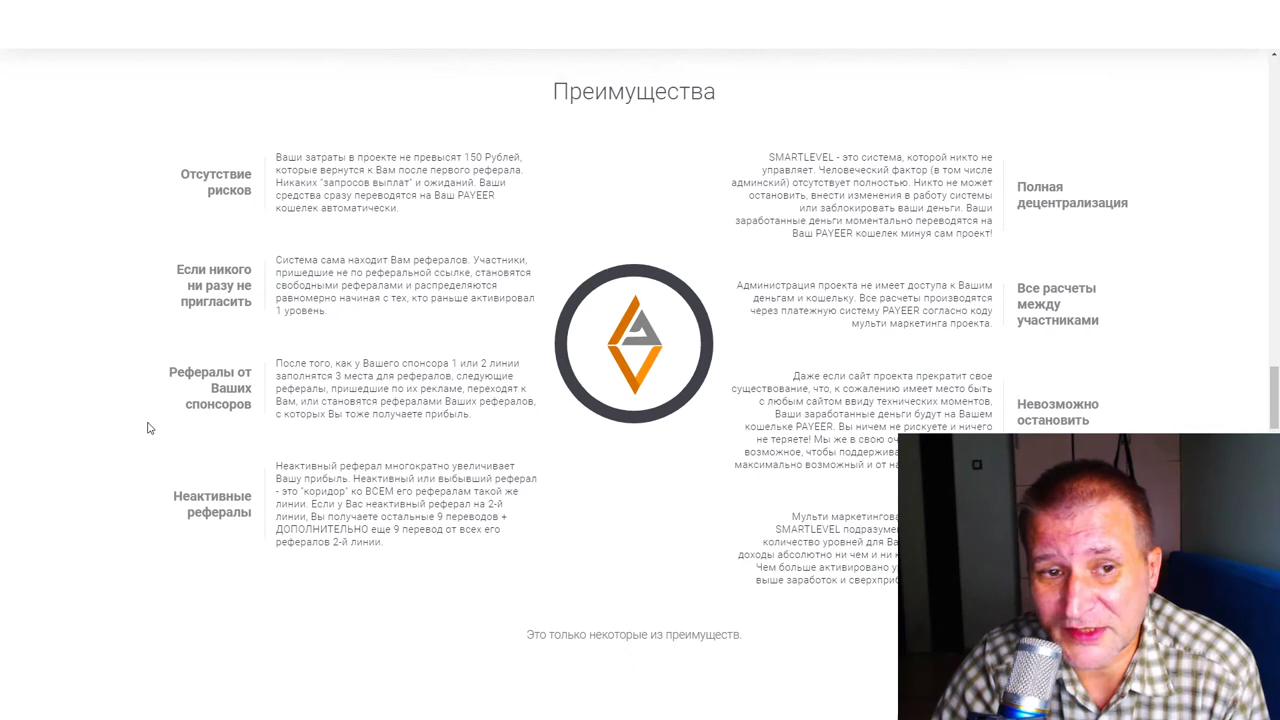 Преимущества
Отсутствие
рисков
Ваши затраты в проекте не превысят 150 Рублей,
которые вернутся к Вам после первого реферала.
Никаких "запросов выплат" и ожиданий. Ваши
средства сразу переводятся на Ваш PAYEER
кошелек автоматически.
Если никого
ни разу не
пригласить
Система сама находит Вам рефералов. Участники,
пришедшие не по реферальной ссылке, становятся
свободными рефералами и распределяются
равномерно начиная с тех, кто раньше активировал
1 уровень.
Рефералы от
Ваших
спонсоров
После того, как у Вашего спонсора 1 или 2 линии
заполнятся 3 места для рефералов, следующие
рефералы, пришедшие по их рекламе, переходят к
Вам, или становятся рефералами Ваших рефералов,
с которых Вы тоже получаете прибыль.
Неактивные
рефералы
Неактивный реферал многократно увеличивает
Вашу прибыль. Неактивный или выбывший реферал
- это "коридор" ко ВСЕМ его рефералам такой же
линии. Если у Вас неактивный реферал на 2-й
линии, Вы получаете остальные 9 переводов +
ДОПОЛНИТЕЛЬНО еще 9 перевод от всех его
рефералов 2-й линии.
SMARTLEVEL - это система, которой никто не
управляет. Человеческий фактор (в том числе
админский) отсутствует полностью. Никто не может
остановить, внести изменения в работу системы
или заблокировать ваши деньги. Ваши
заработанные деньги моментально переводятся на
Ваш PAYEER кошелек минуя сам проект!
Полная
децентрализация
Администрация проекта не имеет доступа к Вашим
деньгам и кошельку. Все расчеты производятся
через платежную систему PAYEER согласно коду
мульти маркетинга проекта.
Все расчеты
между
участниками
Даже если сайт проекта прекратит свое
существование, что, к сожалению имеет место быть
с любым сайтом ввиду технических моментов,
Ваши заработанные деньги будут на Вашем
кошельке PAYEER. Вы ничем не рискуете и ничего
не теряете! Мы же в свою оч
возможное, чтобы поддержива
максимально возможный и от на
Невозможно
остановить
Мульти маркетингова
SMARTLEVEL подразумe
количество уровней для Ва
доходы абсолютно ни чем и ни к
Чем больше активировано у
выше заработок и сверхприб
Это только некоторые из преимуществ.